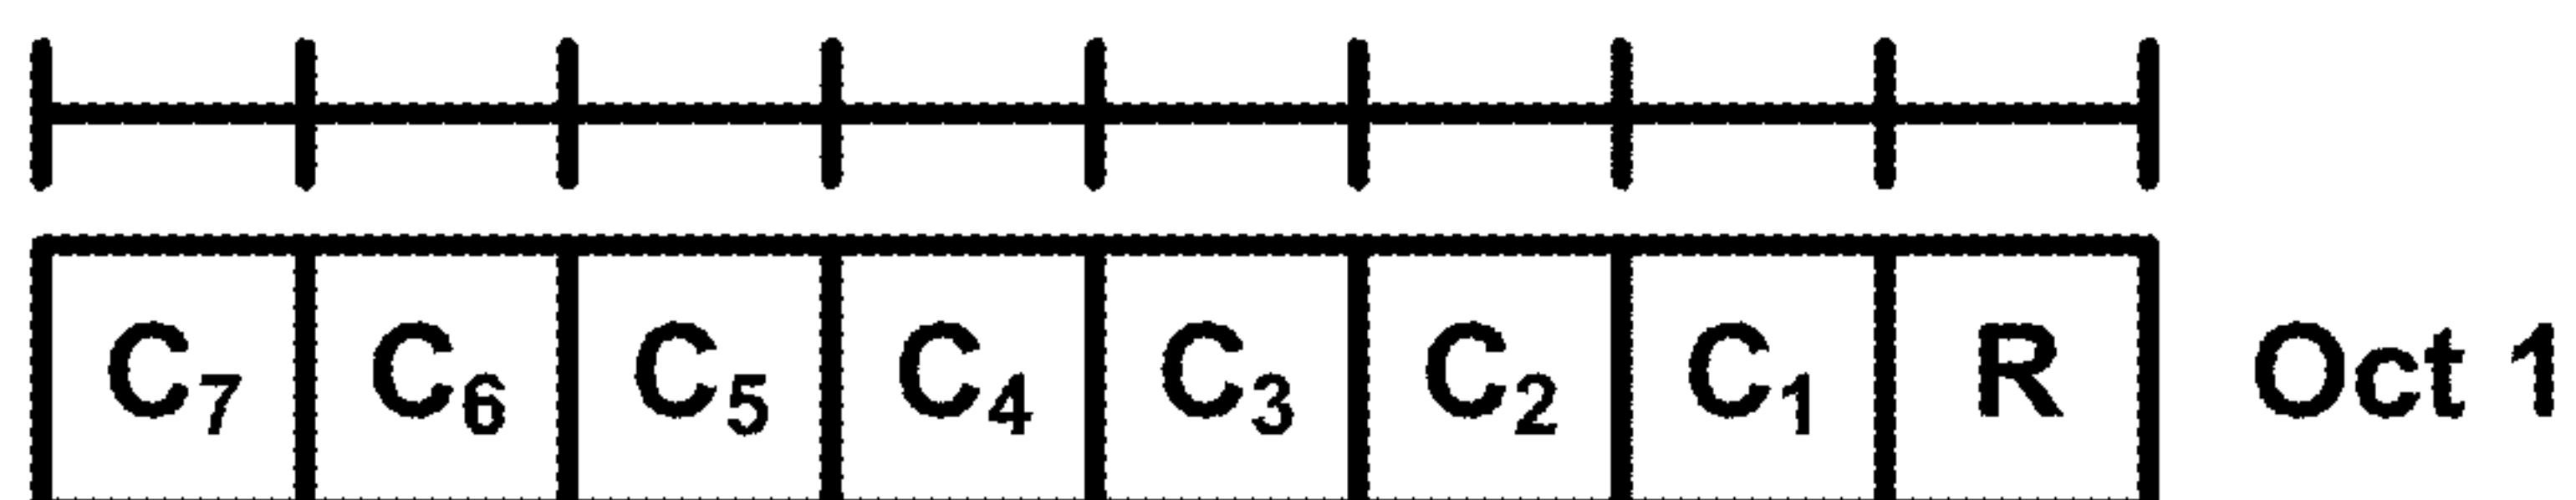 C₇ C₆ C₅ C₄ C₃ C₂ C₁ R Oct 1